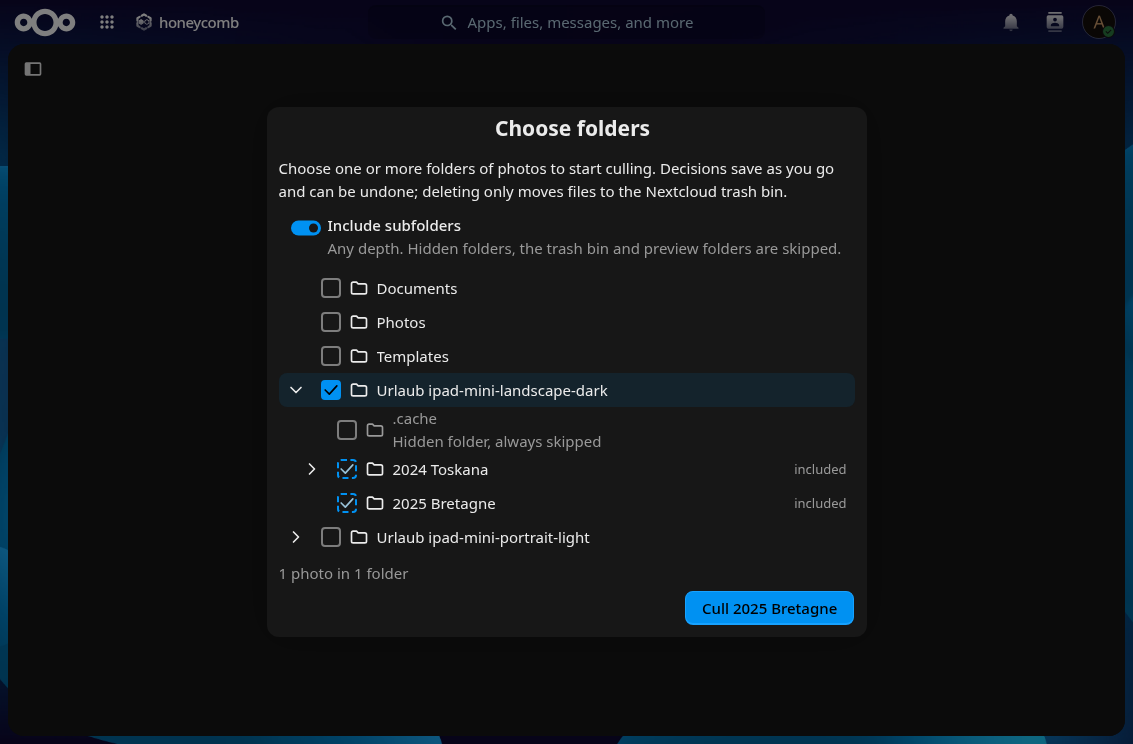 honeycomb
Apps, files, messages, and more
A
Choose folders
Choose one or more folders of photos to start culling. Decisions save as you go
and can be undone; deleting only moves files to the Nextcloud trash bin.
Include subfolders
Any depth. Hidden folders, the trash bin and preview folders are skipped.
Documents
Photos
Templates
Urlaub ipad-mini-landscape-dark
.cache
Hidden folder, always skipped
2024 Toskana included
2025 Bretagne included
Urlaub ipad-mini-portrait-light
1 photo in 1 folder
Cull 2025 Bretagne